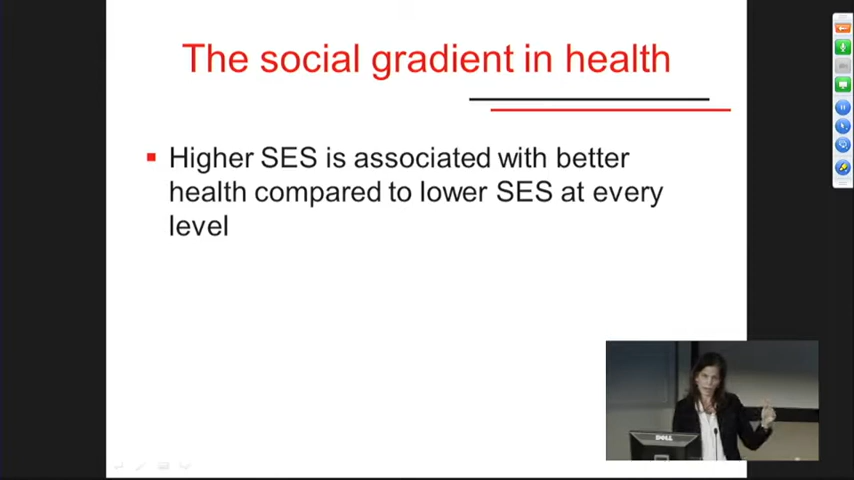 The social gradient in health
Higher SES is associated with better
health compared to lower SES at every
level
DELL